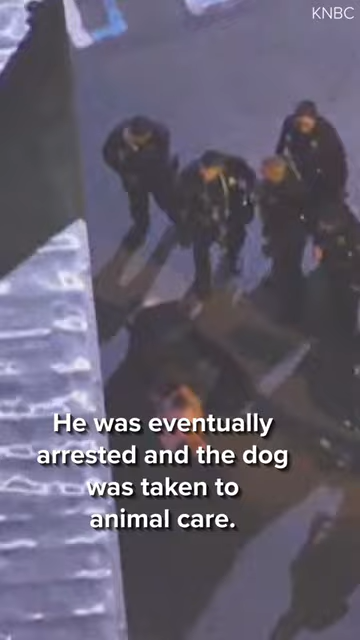 KNBC
He was eventually
arrested and the dog
was taken to
animal care.